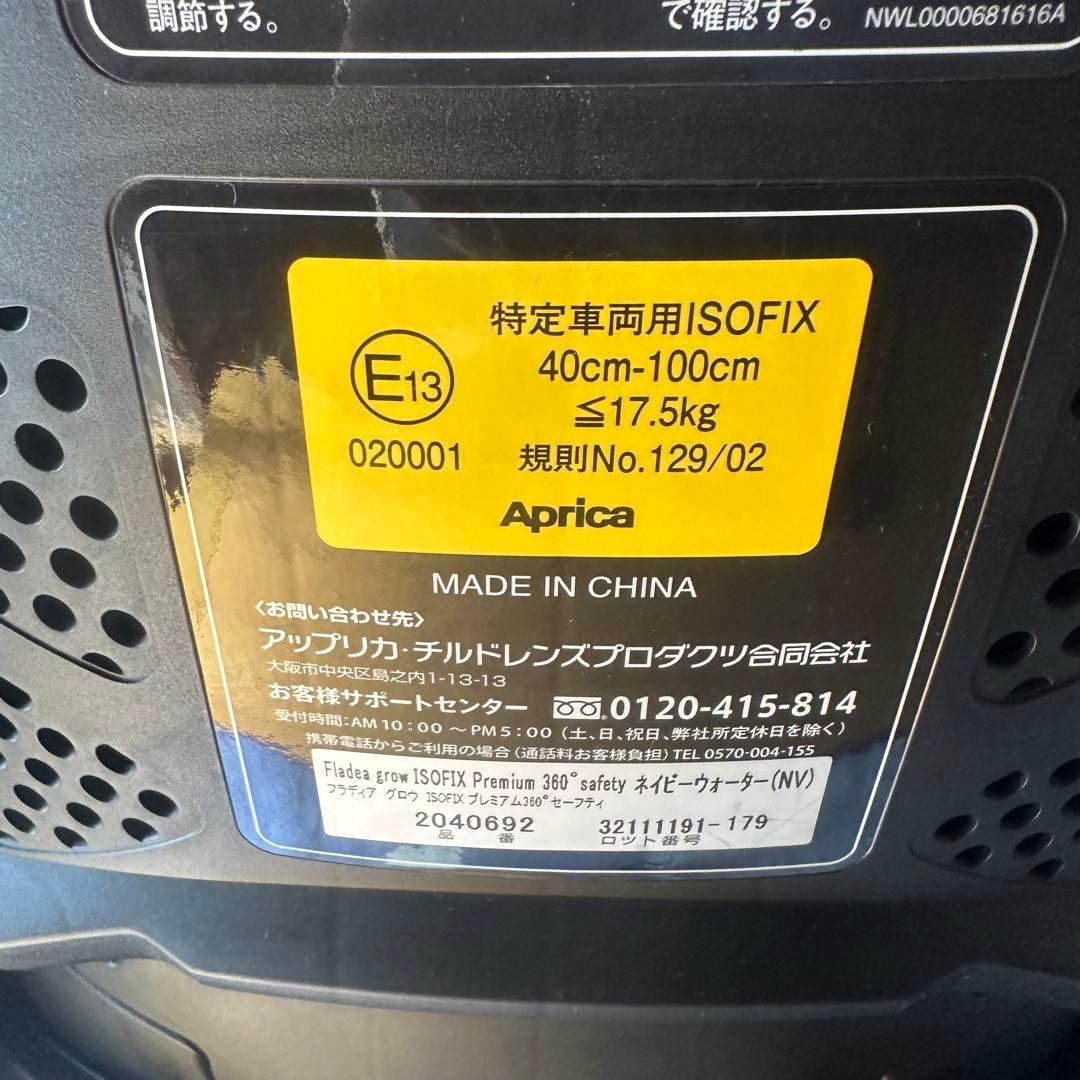 調節する。
で確認する。 NWL0000681616A
特定車両用ISOFIX
40cm-100cm
≦17.5kg
規則No.129/02
E13
020001
Aprica
MADE IN CHINA
〈お問い合わせ先〉
アップリカ・チルドレンズプロダクツ合同会社
大阪市中央区島之内1-13-13
お客様サポートセンター 0120-415-814
受付時間:AM10:00～PM5:00(土、日、祝日、弊社所定休日を除く)
携帯電話からご利用の場合(通話料お客様負担)TEL 0570-004-155
Fladea grow ISOFIX Premium 360°safety ネイビーウォーター(NV)
フラディア グロウ ISOFIX プレミアム360°セーフティ
2040692 32111191-179
品番 ロット番号